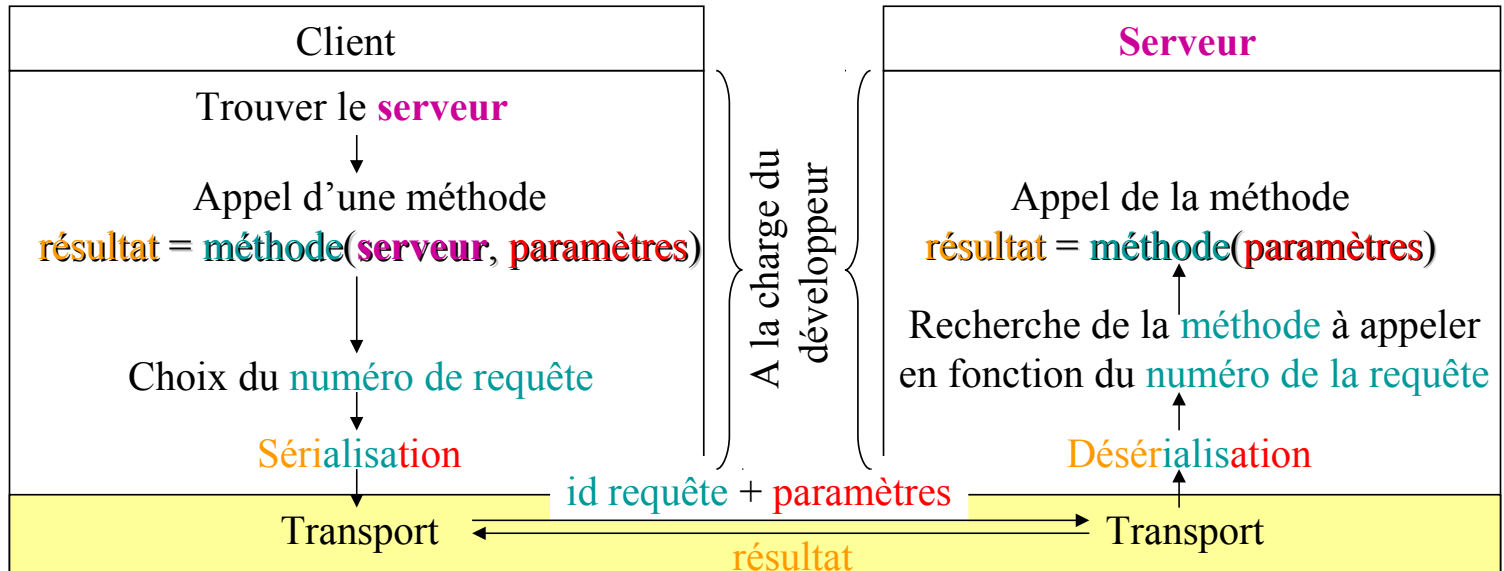 Client
Trouver le serveur
Appel d’une méthode
résultat = méthode(serveur, paramètres)
Choix du numéro de requête
Sérialisation
Transport
A la charge du
développeur
id requête + paramètres
résultat
Serveur
Appel de la méthode
résultat = méthode(paramètres)
Recherche de la méthode à appeler
en fonction du numéro de la requête
Désérialisation
Transport